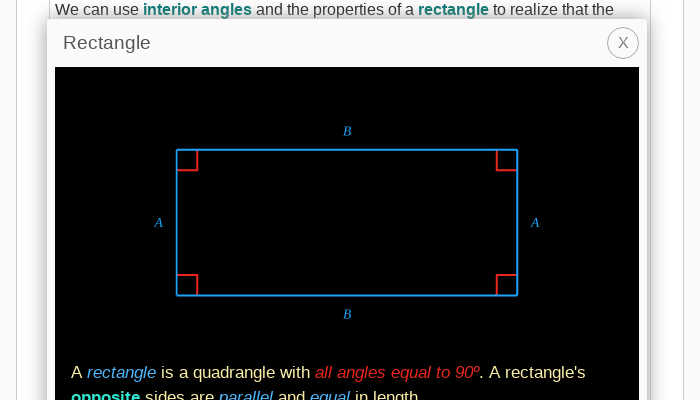 We can use interior angles and the properties of a rectangle to realize that the
Rectangle
X
B
A
A
B
A rectangle is a quadrangle with all angles equal to 90º. A rectangle's
opposite sides are parallel and equal in length.